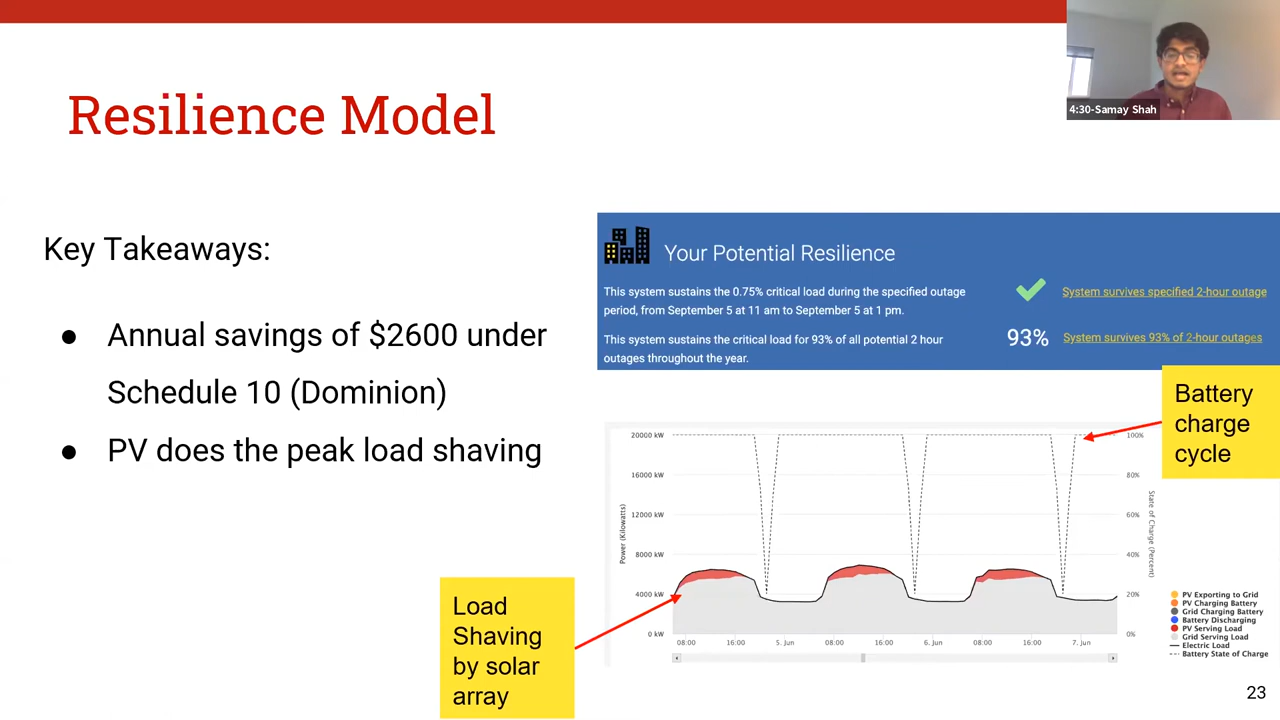 4:30-Samay Shah
Resilience Model
Key Takeaways:
● Annual savings of $2600 under
Schedule 10 (Dominion)
● PV does the peak load shaving
Your Potential Resilience
This system sustains the 0.75% critical load during the specified outage
period, from September 5 at 11 am to September 5 at 1 pm.
System survives specified 2-hour outage
This system sustains the critical load for 93% of all potential 2 hour
outages throughout the year.
93%
System survives 93% of 2-hour outages
Battery
charge
cycle
Load
Shaving
by solar
array
Power (Kilowatts)
20000 kW
16000 kW
12000 kW
8000 kW
4000 kW
0 kW
100%
80%
60%
40%
20%
0%
State of Charge (Percent)
08:00 16:00 5. Jun 08:00 16:00 6. Jun 08:00 16:00 7. Jun
PV Exporting to Grid
PV Charging Battery
Grid Charging Battery
Battery Discharging
PV Serving Load
Grid Serving Load
Electric Load
Battery State of Charge
23